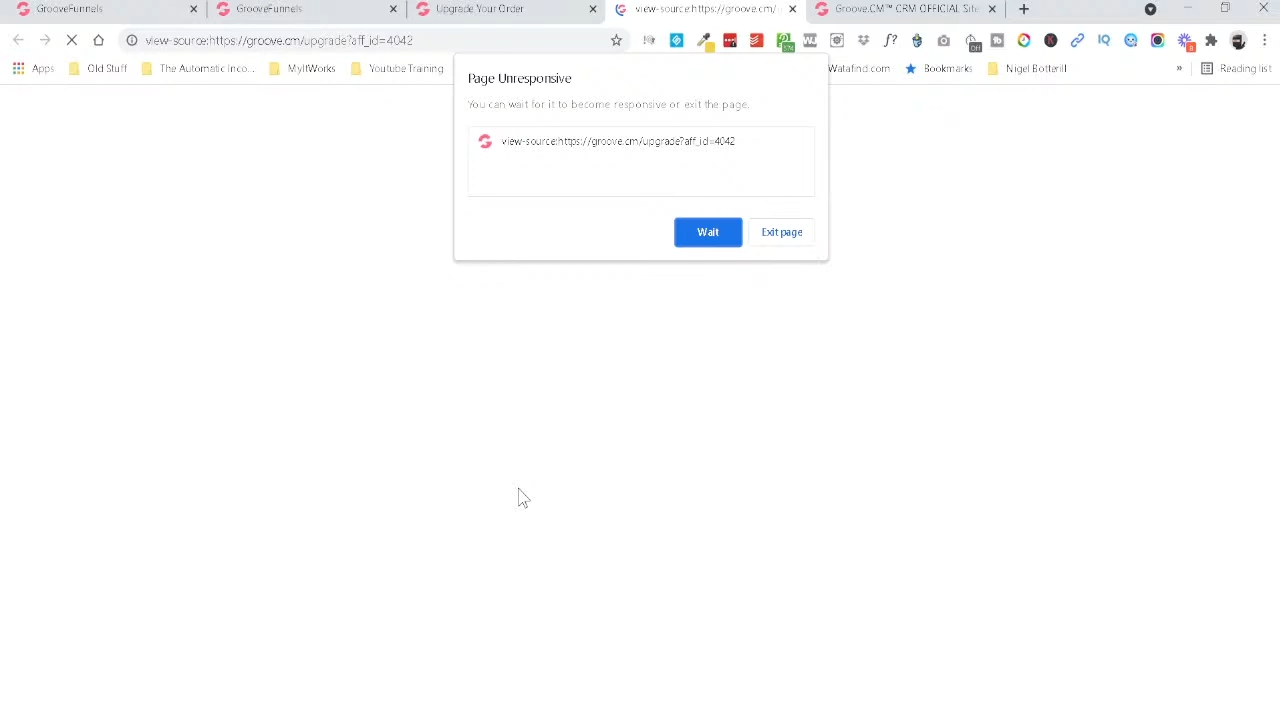 GrooveFunnels
GrooveFunnels
Upgrade Your Order
view-source:https://groove.cm/
Groove.CM™ CRM OFFICIAL Site
view-source:https://groove.cm/upgrade?aff_id=4042
574
Off
8
Apps
Old Stuff
The Automatic Inco...
MyItWorks
Youtube Training
Watafind.com
Bookmarks
Nigel Botterill
»
Reading list
Page Unresponsive
You can wait for it to become responsive or exit the page.
view-source:https://groove.cm/upgrade?aff_id=4042
Wait
Exit page